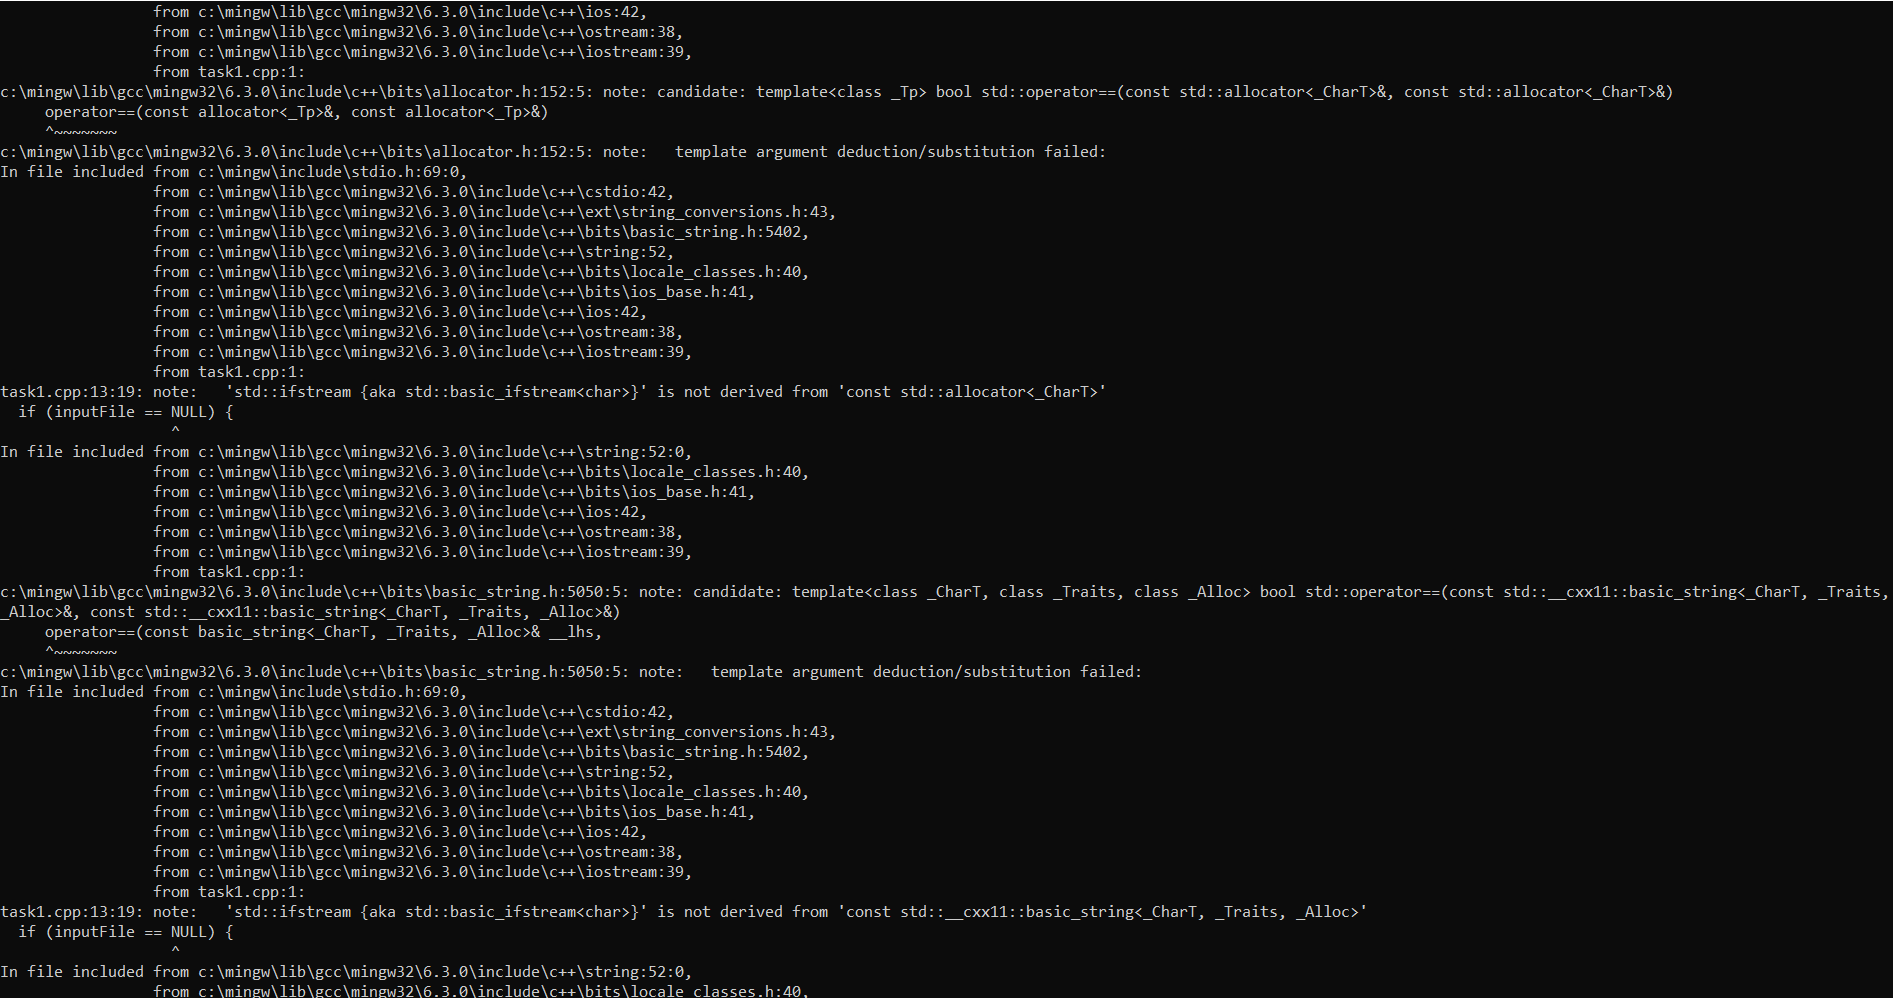 from c:\mingw\lib\gcc\mingw32\6.3.0\include\c++\ios:42,
from c:\mingw\lib\gcc\mingw32\6.3.0\include\c++\ostream:38,
from c:\mingw\lib\gcc\mingw32\6.3.0\include\c++\iostream:39,
from task1.cpp:1:
c:\mingw\lib\gcc\mingw32\6.3.0\include\c++\bits\allocator.h:152:5: note: candidate: template<class _Tp> bool std::operator==(const std::allocator<_CharT>&, const std::allocator<_CharT>&)
operator==(const allocator<_Tp>&, const allocator<_Tp>&)
^~~~~~~~
c:\mingw\lib\gcc\mingw32\6.3.0\include\c++\bits\allocator.h:152:5: note:   template argument deduction/substitution failed:
In file included from c:\mingw\include\stdio.h:69:0,
from c:\mingw\lib\gcc\mingw32\6.3.0\include\c++\cstdio:42,
from c:\mingw\lib\gcc\mingw32\6.3.0\include\c++\ext\string_conversions.h:43,
from c:\mingw\lib\gcc\mingw32\6.3.0\include\c++\bits\basic_string.h:5402,
from c:\mingw\lib\gcc\mingw32\6.3.0\include\c++\string:52,
from c:\mingw\lib\gcc\mingw32\6.3.0\include\c++\bits\locale_classes.h:40,
from c:\mingw\lib\gcc\mingw32\6.3.0\include\c++\bits\ios_base.h:41,
from c:\mingw\lib\gcc\mingw32\6.3.0\include\c++\ios:42,
from c:\mingw\lib\gcc\mingw32\6.3.0\include\c++\ostream:38,
from c:\mingw\lib\gcc\mingw32\6.3.0\include\c++\iostream:39,
from task1.cpp:1:
task1.cpp:13:19: note:   'std::ifstream {aka std::basic_ifstream<char>}' is not derived from 'const std::allocator<_CharT>'
if (inputFile == NULL) {
^
In file included from c:\mingw\lib\gcc\mingw32\6.3.0\include\c++\string:52:0,
from c:\mingw\lib\gcc\mingw32\6.3.0\include\c++\bits\locale_classes.h:40,
from c:\mingw\lib\gcc\mingw32\6.3.0\include\c++\bits\ios_base.h:41,
from c:\mingw\lib\gcc\mingw32\6.3.0\include\c++\ios:42,
from c:\mingw\lib\gcc\mingw32\6.3.0\include\c++\ostream:38,
from c:\mingw\lib\gcc\mingw32\6.3.0\include\c++\iostream:39,
from task1.cpp:1:
c:\mingw\lib\gcc\mingw32\6.3.0\include\c++\bits\basic_string.h:5050:5: note: candidate: template<class _CharT, class _Traits, class _Alloc> bool std::operator==(const std::__cxx11::basic_string<_CharT, _Traits,
_Alloc>&, const std::__cxx11::basic_string<_CharT, _Traits, _Alloc>&)
operator==(const basic_string<_CharT, _Traits, _Alloc>& __lhs,
^~~~~~~~
c:\mingw\lib\gcc\mingw32\6.3.0\include\c++\bits\basic_string.h:5050:5: note:   template argument deduction/substitution failed:
In file included from c:\mingw\include\stdio.h:69:0,
from c:\mingw\lib\gcc\mingw32\6.3.0\include\c++\cstdio:42,
from c:\mingw\lib\gcc\mingw32\6.3.0\include\c++\ext\string_conversions.h:43,
from c:\mingw\lib\gcc\mingw32\6.3.0\include\c++\bits\basic_string.h:5402,
from c:\mingw\lib\gcc\mingw32\6.3.0\include\c++\string:52,
from c:\mingw\lib\gcc\mingw32\6.3.0\include\c++\bits\locale_classes.h:40,
from c:\mingw\lib\gcc\mingw32\6.3.0\include\c++\bits\ios_base.h:41,
from c:\mingw\lib\gcc\mingw32\6.3.0\include\c++\ios:42,
from c:\mingw\lib\gcc\mingw32\6.3.0\include\c++\ostream:38,
from c:\mingw\lib\gcc\mingw32\6.3.0\include\c++\iostream:39,
from task1.cpp:1:
task1.cpp:13:19: note:   'std::ifstream {aka std::basic_ifstream<char>}' is not derived from 'const std::__cxx11::basic_string<_CharT, _Traits, _Alloc>'
if (inputFile == NULL) {
^
In file included from c:\mingw\lib\gcc\mingw32\6.3.0\include\c++\string:52:0,
from c:\mingw\lib\gcc\mingw32\6.3.0\include\c++\bits\locale_classes.h:40,